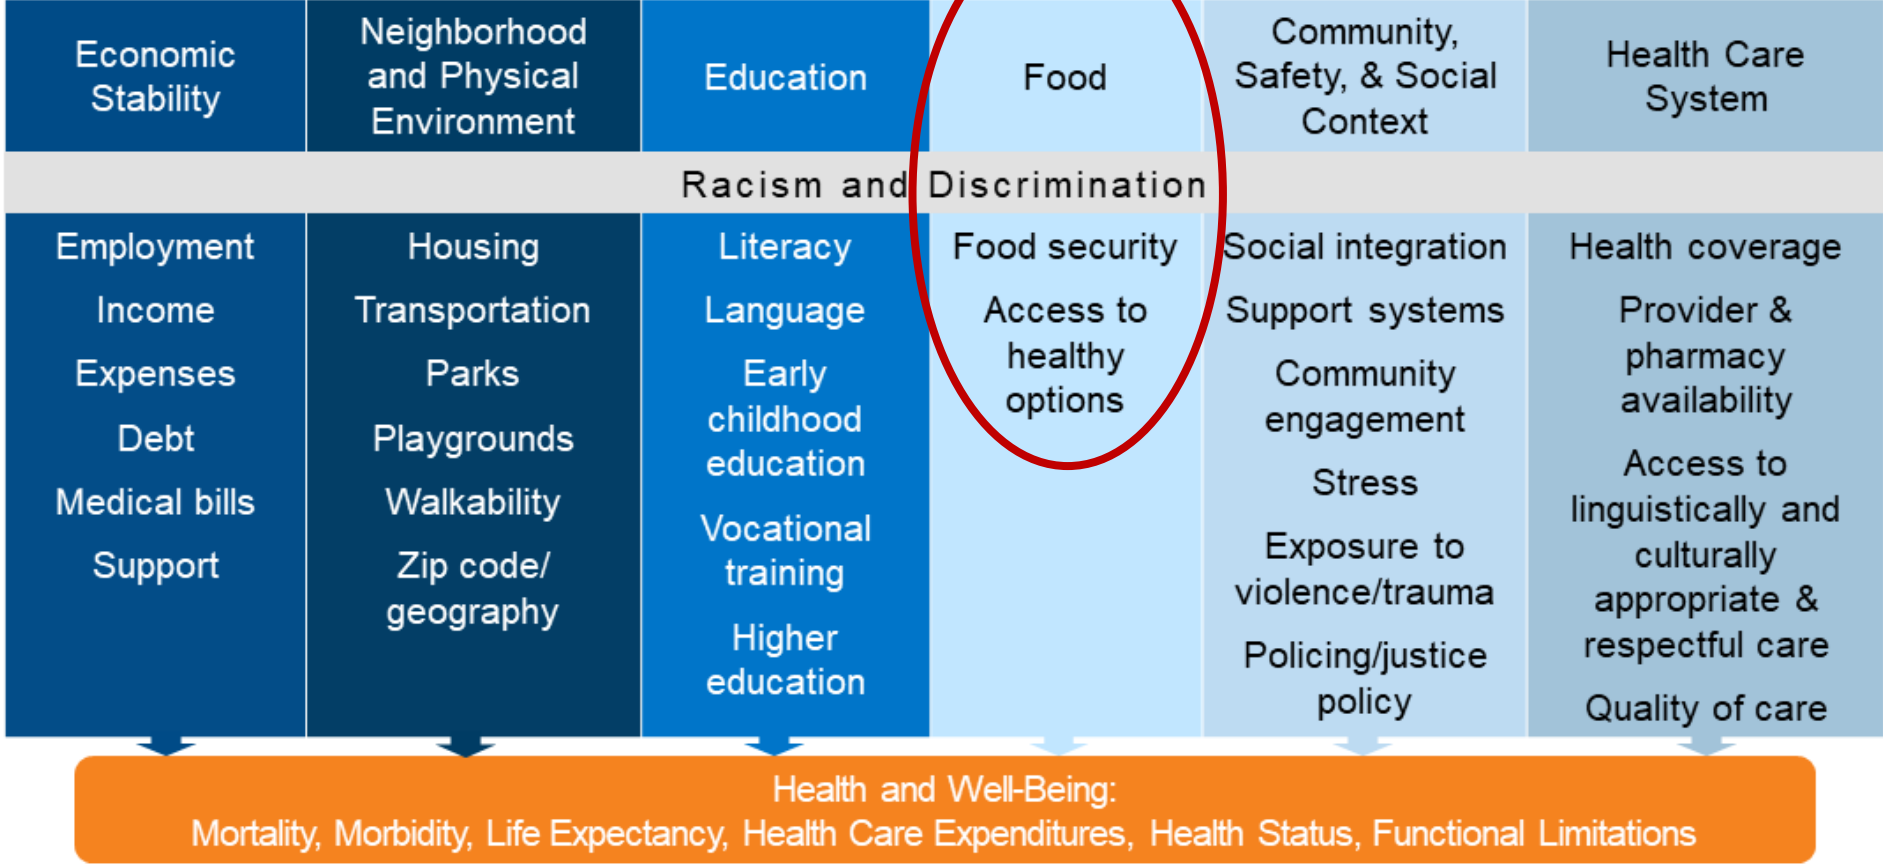 Economic
Stability
Neighborhood
and Physical
Environment
Education
Food
Community,
Safety, & Social
Context
Health Care
System
Racism and Discrimination
Employment
Income
Expenses
Debt
Medical bills
Support
Housing
Transportation
Parks
Playgrounds
Walkability
Zip code/
geography
Literacy
Language
Early
childhood
education
Vocational
training
Higher
education
Food security
Access to
healthy
options
Social integration
Support systems
Community
engagement
Stress
Exposure to
violence/trauma
Policing/justice
policy
Health coverage
Provider &
pharmacy
availability
Access to
linguistically and
culturally
appropriate &
respectful care
Quality of care
Health and Well-Being:
Mortality, Morbidity, Life Expectancy, Health Care Expenditures, Health Status, Functional Limitations